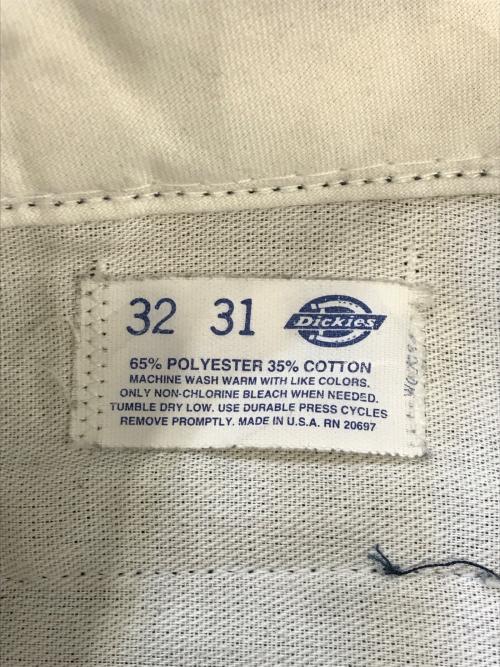 32 31 Dickies
65% POLYESTER 35% COTTON
MACHINE WASH WARM WITH LIKE COLORS.
ONLY NON-CHLORINE BLEACH WHEN NEEDED.
TUMBLE DRY LOW. USE DURABLE PRESS CYCLES
REMOVE PROMPTLY. MADE IN U.S.A. RN 20697